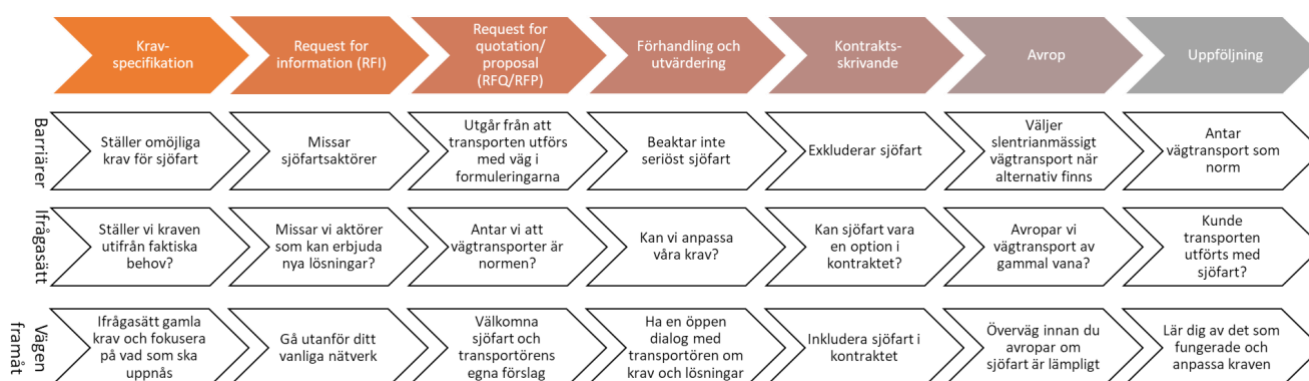 Krav-
specifikation
Request for
information (RFI)
Request for
quotation/
proposal
(RFQ/RFP)
Förhandling och
utvärdering
Kontrakts-
skrivande
Avrop
Uppföljning
Barriärer
Ställer omöjliga
krav för sjöfart
Missar
sjöfartsaktörer
Utgår från att
transporten utförs
med väg i
formuleringarna
Beaktar inte
seriöst sjöfart
Exkluderar sjöfart
Väljer
slentrianmässigt
vägtransport när
alternativ finns
Antar
vägtransport som
norm
Ifrågasätt
Ställer vi kraven
utifrån faktiska
behov?
Missar vi aktörer
som kan erbjuda
nya lösningar?
Antar vi att
vägtransporter är
normen?
Kan vi anpassa
våra krav?
Kan sjöfart vara
en option i
kontraktet?
Avropar vi
vägtransport av
gammal vana?
Kunde
transporten
utförts med
sjöfart?
Vägen
framåt
Ifrågasätt gamla
krav och fokusera
på vad som ska
uppnås
Gå utanför ditt
vanliga nätverk
Välkomna
sjöfart och
transportörens
egna förslag
Ha en öppen
dialog med
transportören om
krav och lösningar
Inkludera sjöfart i
kontraktet
Överväg innan du
avropar om
sjöfart är lämpligt
Lär dig av det som
fungerade och
anpassa kraven